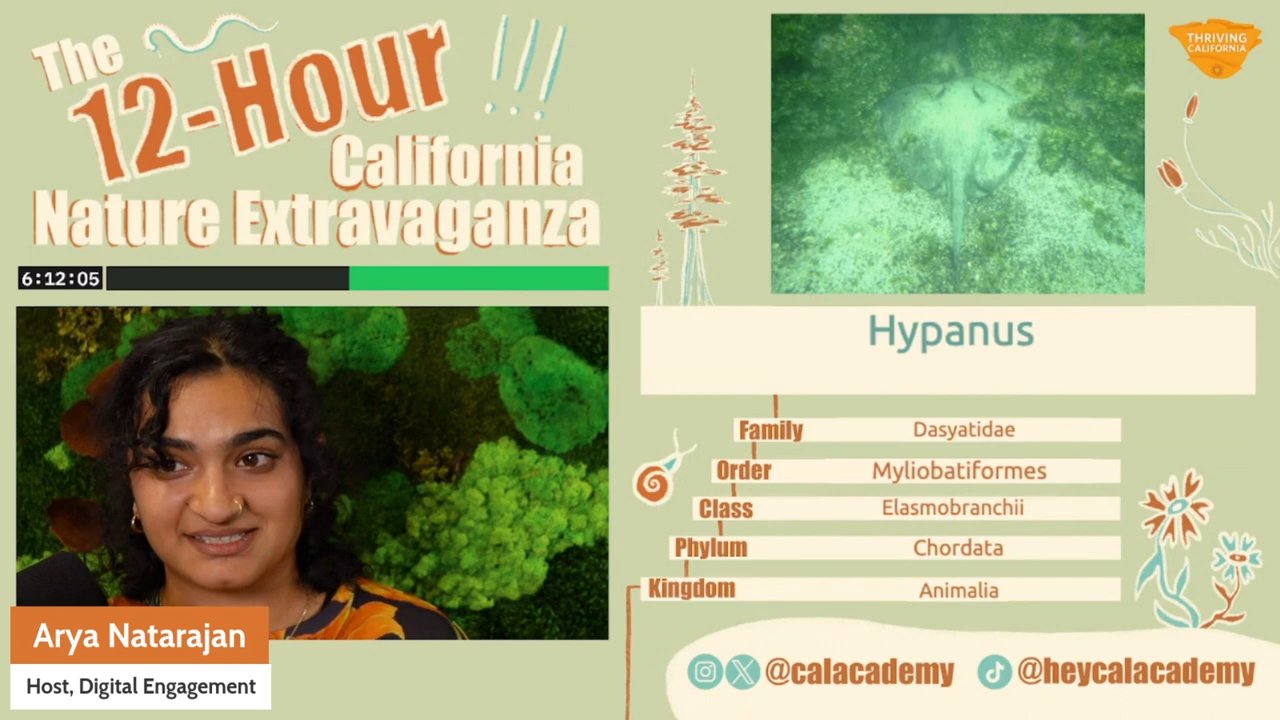 The
12-Hour!!!
California
Nature Extravaganza
6:12:05
THRIVING
CALIFORNIA
Hypanus
Family Dasyatidae
Order Myliobatiformes
Class Elasmobranchii
Phylum Chordata
Kingdom Animalia
Arya Natarajan
Host, Digital Engagement
@calacademy @heycalacademy